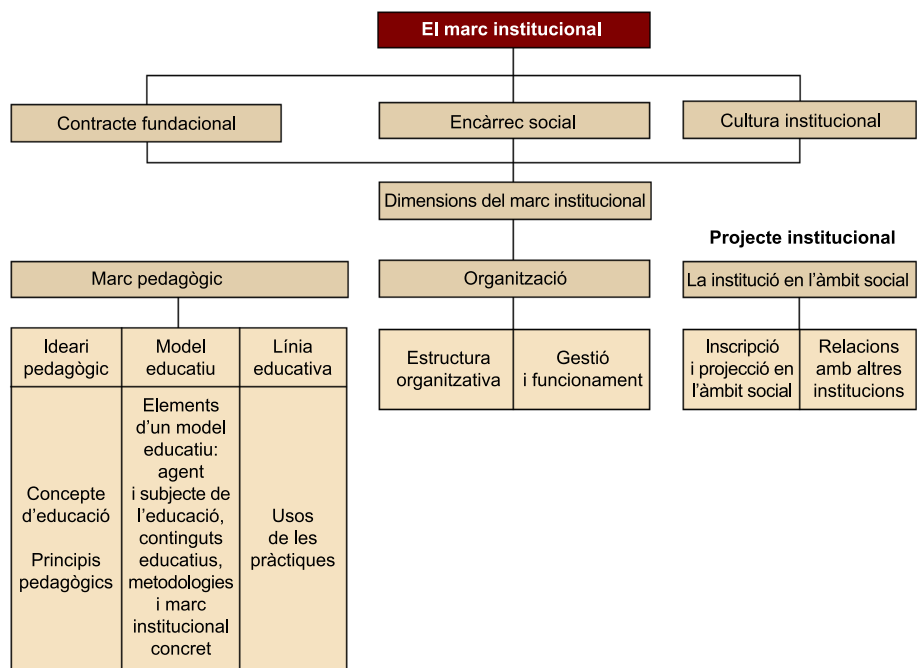 El marc institucional
Contracte fundacional
Encàrrec social
Cultura institucional
Dimensions del marc institucional
Projecte institucional
Marc pedagògic
Organització
La institució en l'àmbit social
Ideari
pedagògic
Model
educatiu
Línia
educativa
Estructura
organitzativa
Gestió
i funcionament
Inscripció
i projecció en
l'àmbit social
Relacions
amb altres
institucions
Concepte
d'educació
Principis
pedagògics
Elements
d'un model
educatiu:
agent
i subjecte de
l'educació,
continguts
educatius,
metodologies
i marc
institucional
concret
Usos
de les
pràctiques